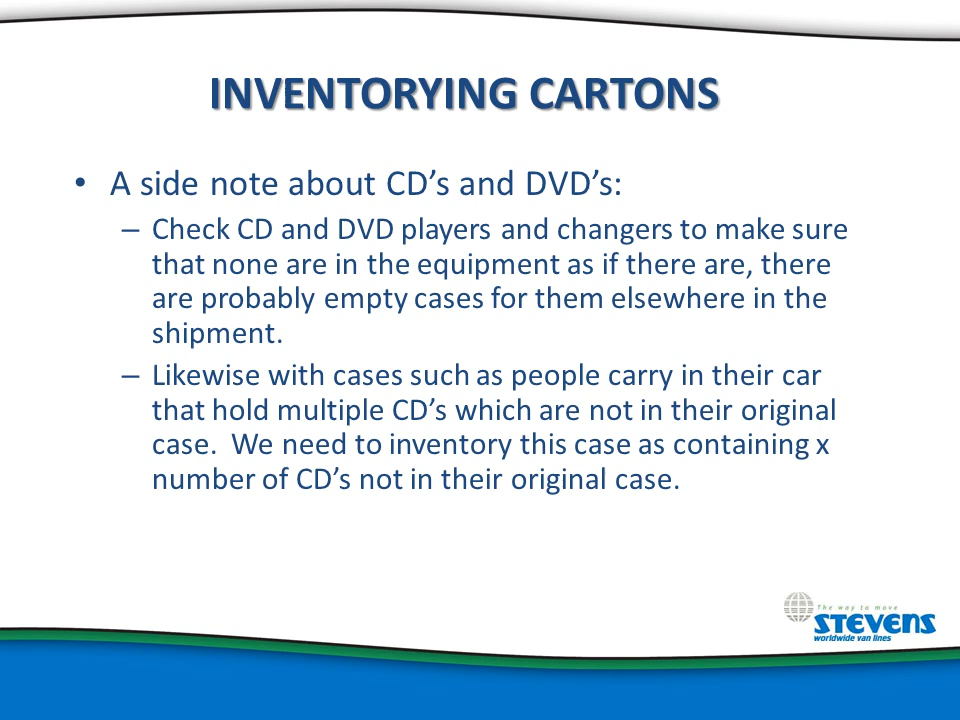 INVENTORYING CARTONS
• A side note about CD’s and DVD’s:
– Check CD and DVD players and changers to make sure
that none are in the equipment as if there are, there
are probably empty cases for them elsewhere in the
shipment.
– Likewise with cases such as people carry in their car
that hold multiple CD’s which are not in their original
case.  We need to inventory this case as containing x
number of CD’s not in their original case.
The way to move
STEVENS
worldwide van lines